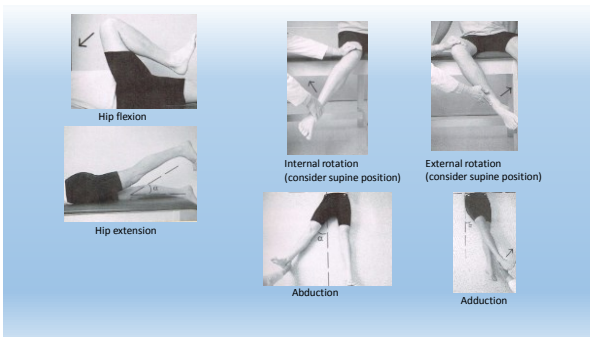 Hip flexion
Hip extension
Internal rotation
(consider supine position)
External rotation
(consider supine position)
Abduction
Adduction
α